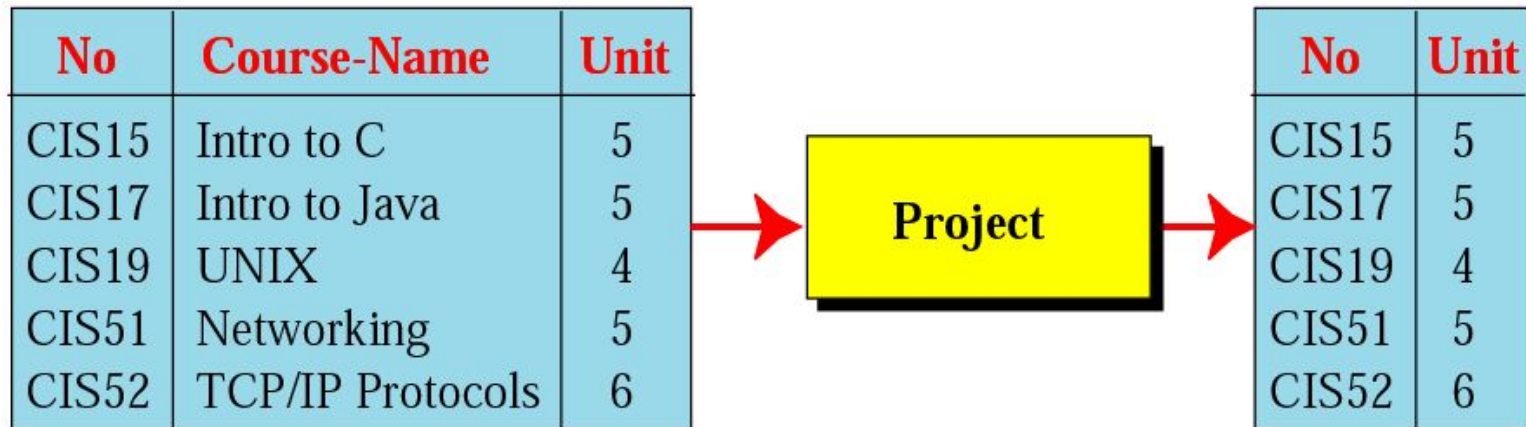 No Course-Name Unit
CIS15 Intro to C 5
CIS17 Intro to Java 5
CIS19 UNIX 4
CIS51 Networking 5
CIS52 TCP/IP Protocols 6
Project
No Unit
CIS15 5
CIS17 5
CIS19 4
CIS51 5
CIS52 6